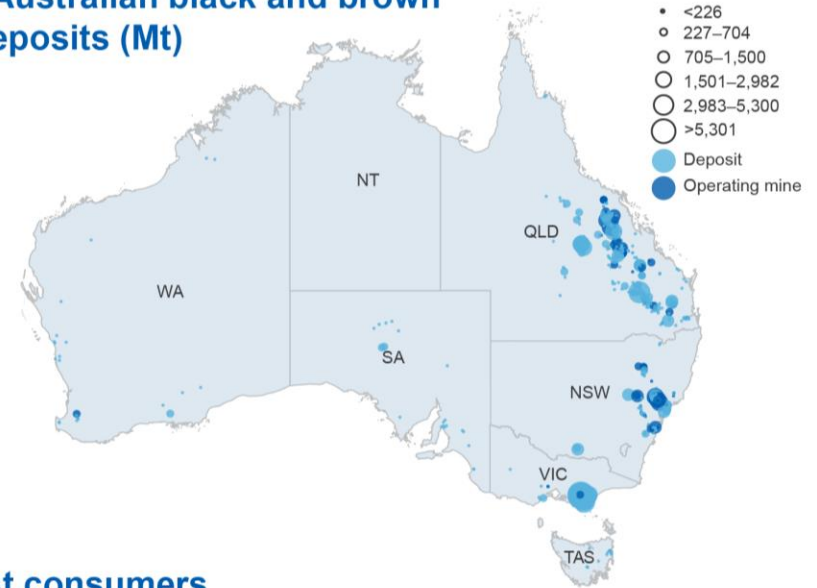 Australian black and brown
deposits (Mt)
<226
227–704
705–1,500
1,501–2,982
2,983–5,300
>5,301
Deposit
Operating mine
NT
QLD
WA
SA
NSW
VIC
TAS
consumers